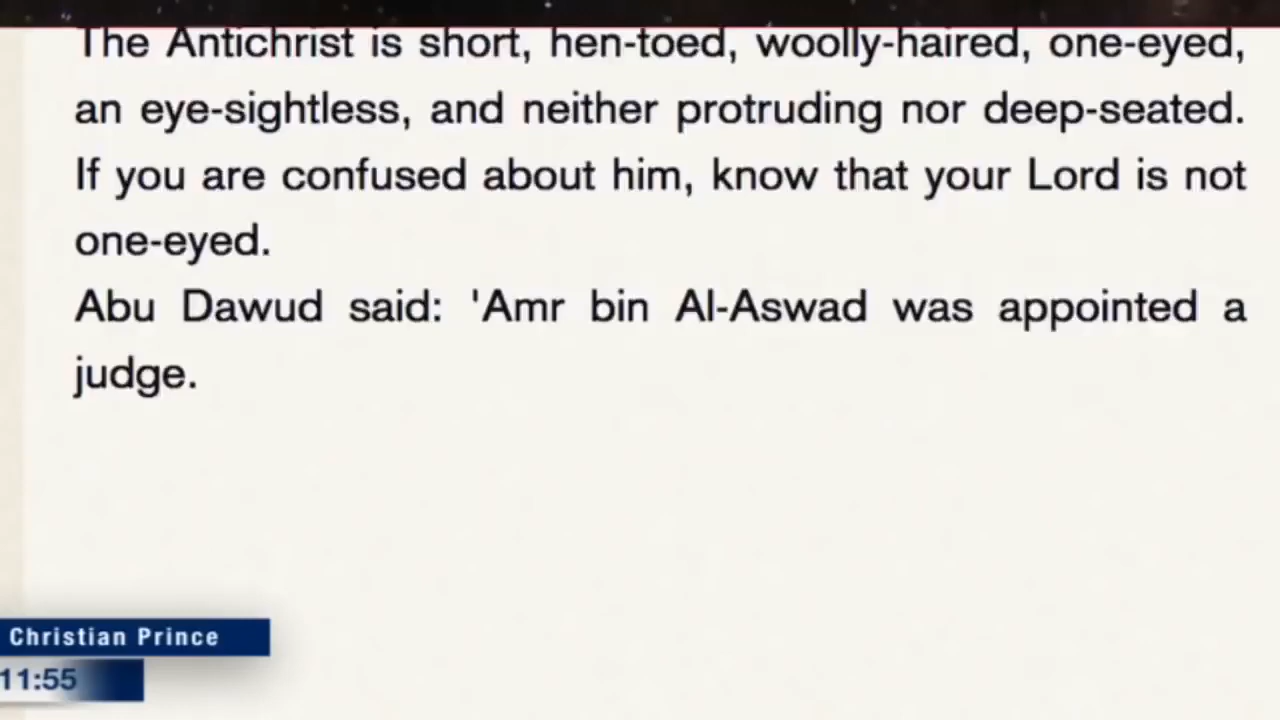 The Antichrist is short, hen-toed, woolly-haired, one-eyed,
an eye-sightless, and neither protruding nor deep-seated.
If you are confused about him, know that your Lord is not
one-eyed.
Abu Dawud said: 'Amr bin Al-Aswad was appointed a
judge.
Christian Prince
11:55